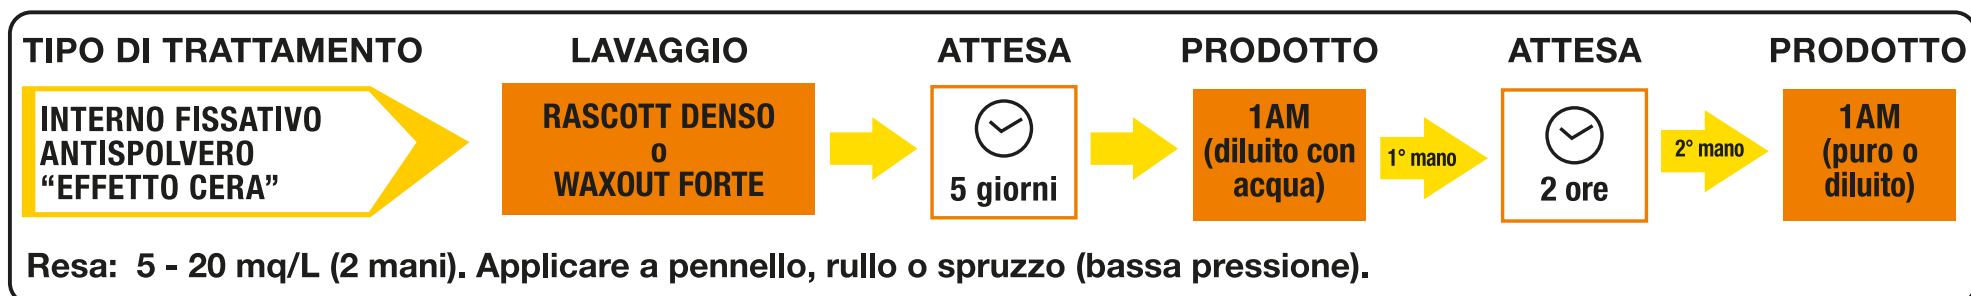 TIPO DI TRATTAMENTO
LAVAGGIO
ATTESA
PRODOTTO
ATTESA
PRODOTTO
INTERNO FISSATIVO
ANTISPOLVERO
“EFFETTO CERA”
RASCOTT DENSO
o
WAXOUT FORTE
5 giorni
1AM
(diluito con
acqua)
1° mano
2 ore
2° mano
1AM
(puro o
diluito)
Resa: 5 - 20 mq/L (2 mani). Applicare a pennello, rullo o spruzzo (bassa pressione).